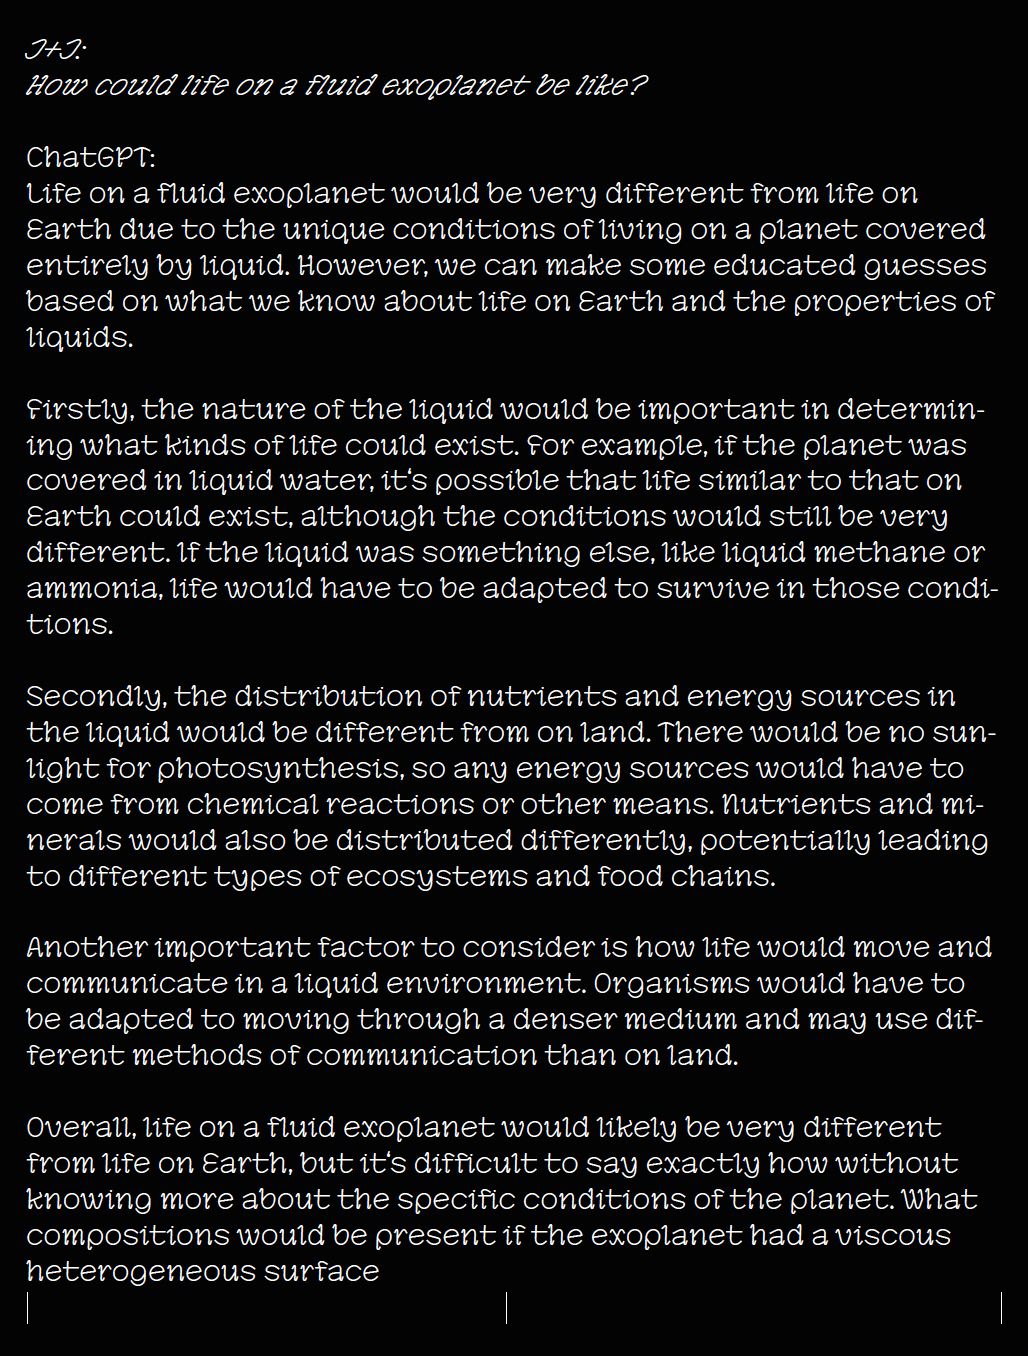 J+J:
How could life on a fluid exoplanet be like?
ChatGPT:
Life on a fluid exoplanet would be very different from life on
Earth due to the unique conditions of living on a planet covered
entirely by liquid. However, we can make some educated guesses
based on what we know about life on Earth and the properties of
liquids.
Firstly, the nature of the liquid would be important in determin-
ing what kinds of life could exist. For example, if the planet was
covered in liquid water, it‘s possible that life similar to that on
Earth could exist, although the conditions would still be very
different. If the liquid was something else, like liquid methane or
ammonia, life would have to be adapted to survive in those condi-
tions.
Secondly, the distribution of nutrients and energy sources in
the liquid would be different from on land. There would be no sun-
light for photosynthesis, so any energy sources would have to
come from chemical reactions or other means. Nutrients and mi-
nerals would also be distributed differently, potentially leading
to different types of ecosystems and food chains.
Another important factor to consider is how life would move and
communicate in a liquid environment. Organisms would have to
be adapted to moving through a denser medium and may use dif-
ferent methods of communication than on land.
Overall, life on a fluid exoplanet would likely be very different
from life on Earth, but it‘s difficult to say exactly how without
knowing more about the specific conditions of the planet. What
compositions would be present if the exoplanet had a viscous
heterogeneous surface